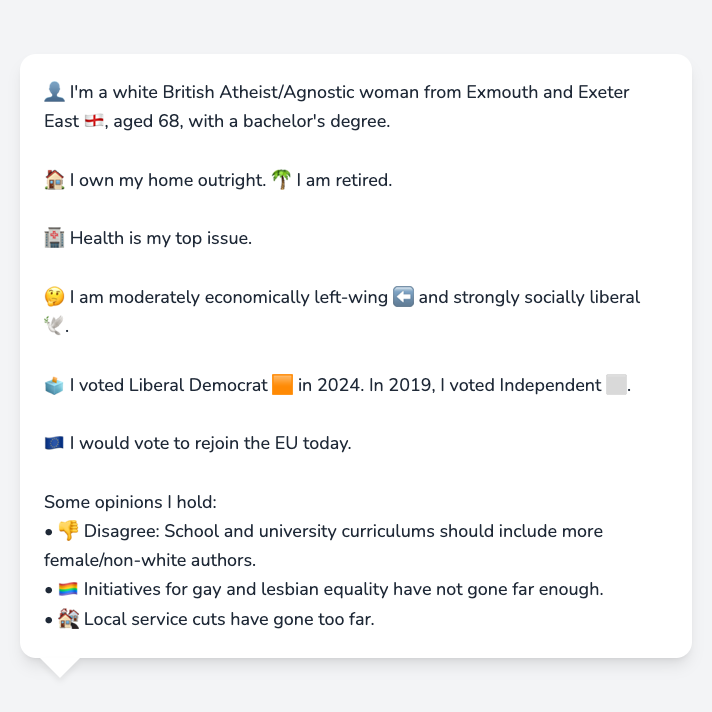 👤 I'm a white British Atheist/Agnostic woman from Exmouth and Exeter
East 🏴󠁧󠁢󠁥󠁮󠁧󠁿, aged 68, with a bachelor's degree.
🏠 I own my home outright. 🌴 I am retired.
🏥 Health is my top issue.
🤔 I am moderately economically left-wing ⬅️ and strongly socially liberal
🕊️.
🗳️ I voted Liberal Democrat 🟧 in 2024. In 2019, I voted Independent ⬜.
🇪🇺 I would vote to rejoin the EU today.
Some opinions I hold:
• 👎 Disagree: School and university curriculums should include more
female/non-white authors.
• 🏳️‍🌈 Initiatives for gay and lesbian equality have not gone far enough.
• 🏚️ Local service cuts have gone too far.